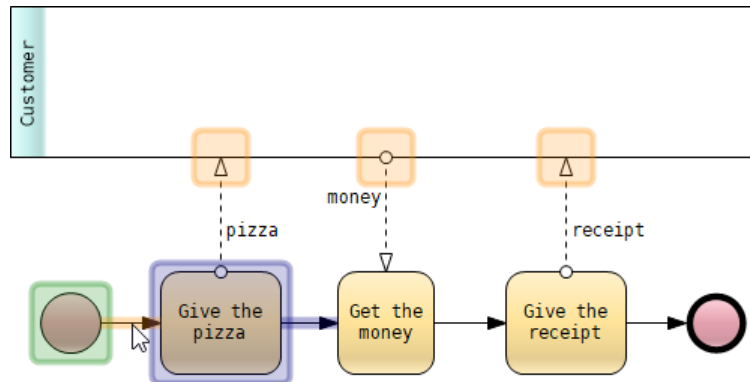 Customer
money
pizza
receipt
Give the
pizza
Get the
money
Give the
receipt